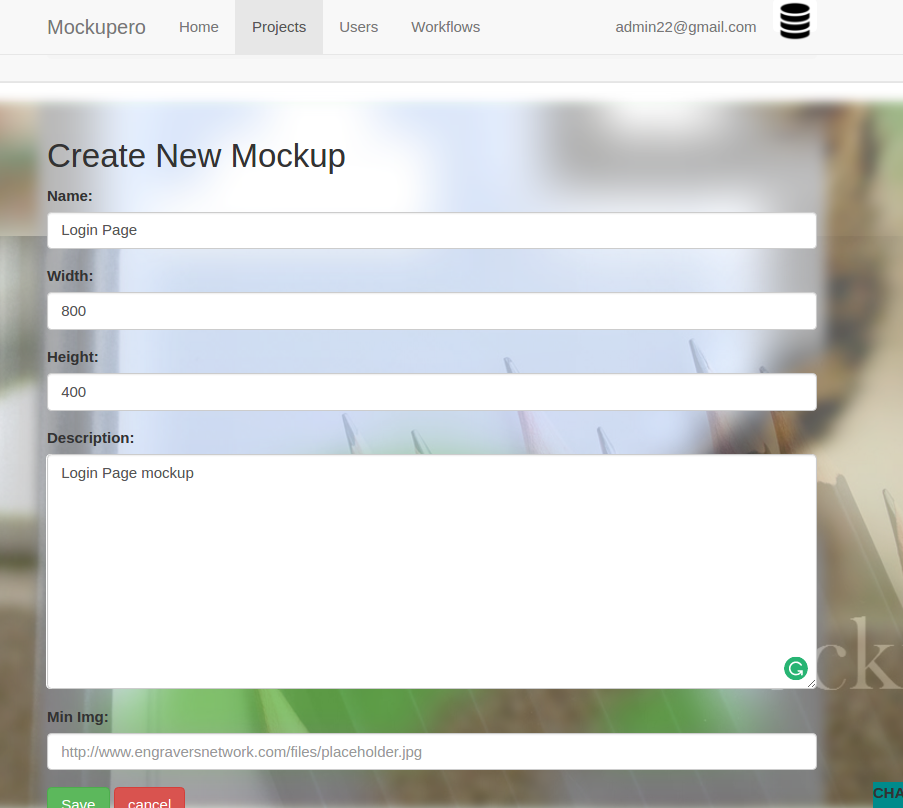 Mockupero Home Projects Users Workflows admin22@gmail.com
Create New Mockup
Name:
Login Page
Width:
800
Height:
400
Description:
Login Page mockup
ck
Min Img:
http://www.engraversnetwork.com/files/placeholder.jpg
Save cancel
CHA